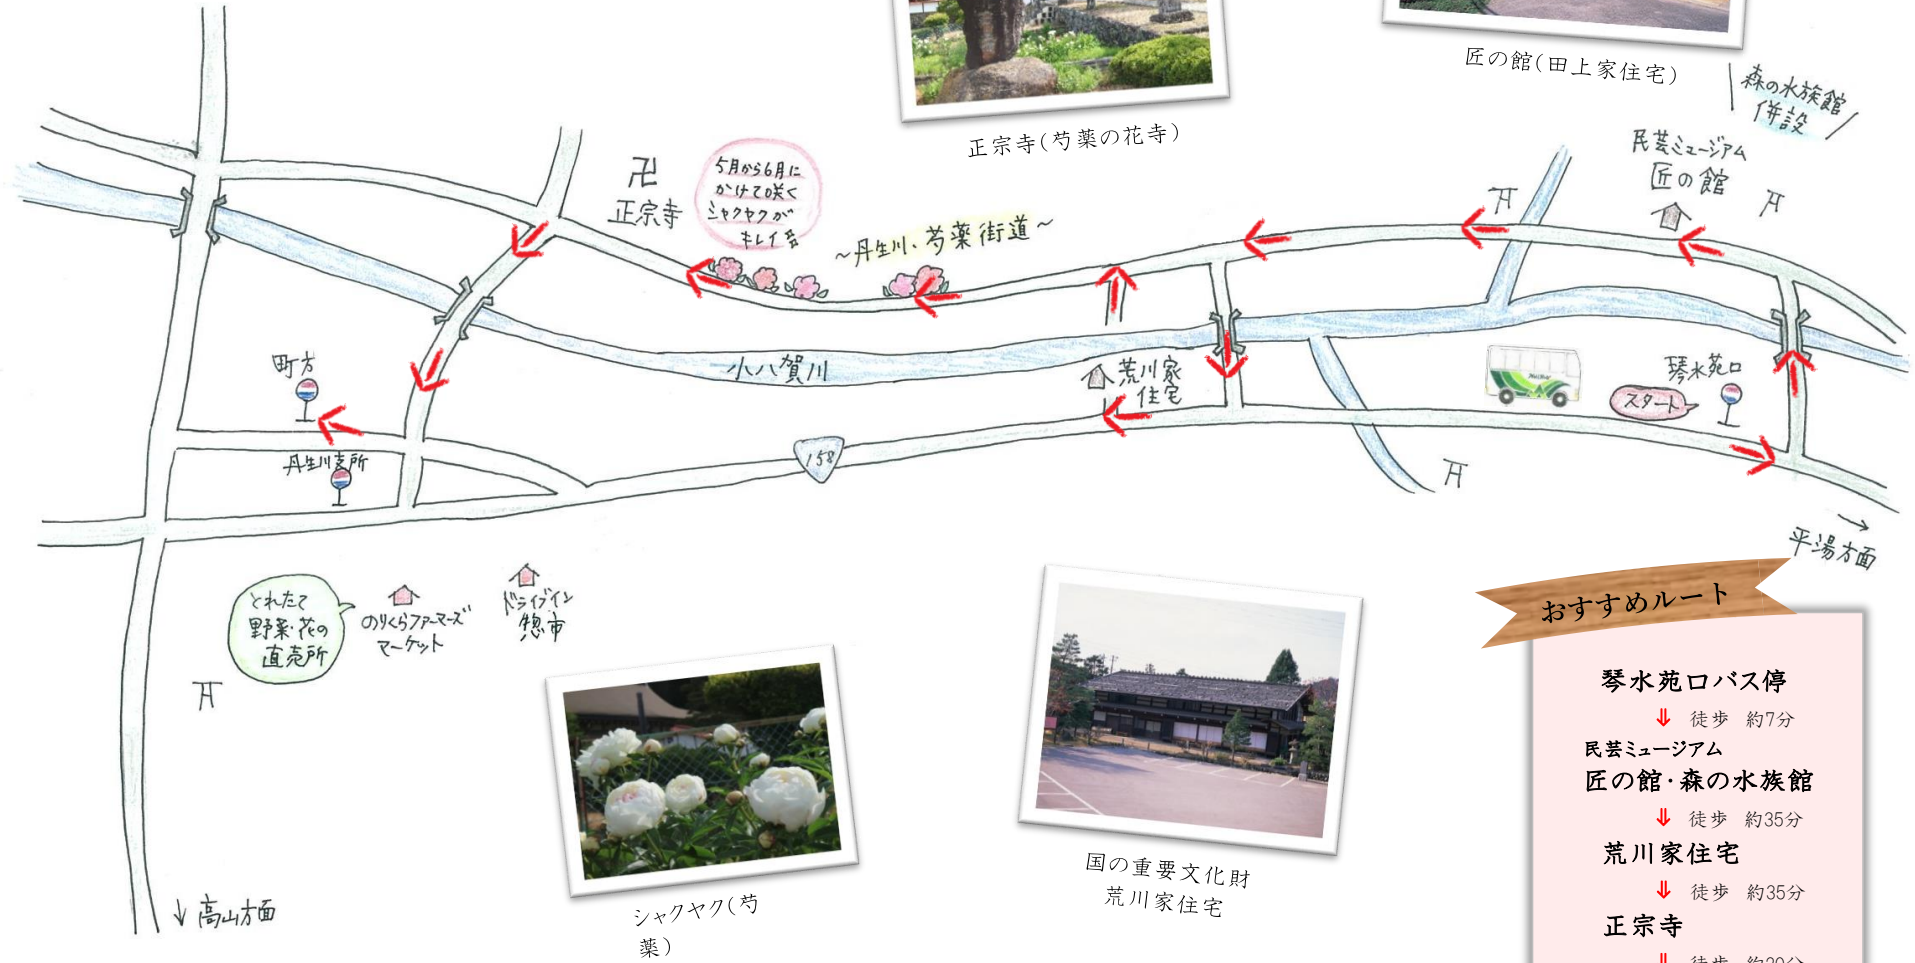 匠の館(田上家住宅)
正宗寺(芍薬の花寺)
森の水族館
併設
民芸ミュージアム
匠の館
卍
正宗寺
5月から6月に
かけて咲く
シャクヤクが
キレイ
～丹生川・芍薬街道～
小八賀川
荒川家
住宅
琴水苑口
スタート
町方
丹生川支所
158
平湯方面
とれたて
野菜・花の
直売所
のりくらファーマーズ
マーケット
ドライブイン
惣市
高山方面
シャクヤク(芍
薬)
国の重要文化財
荒川家住宅
おすすめルート
琴水苑口バス停
⇓ 徒歩 約7分
民芸ミュージアム
匠の館・森の水族館
⇓ 徒歩 約35分
荒川家住宅
⇓ 徒歩 約35分
正宗寺